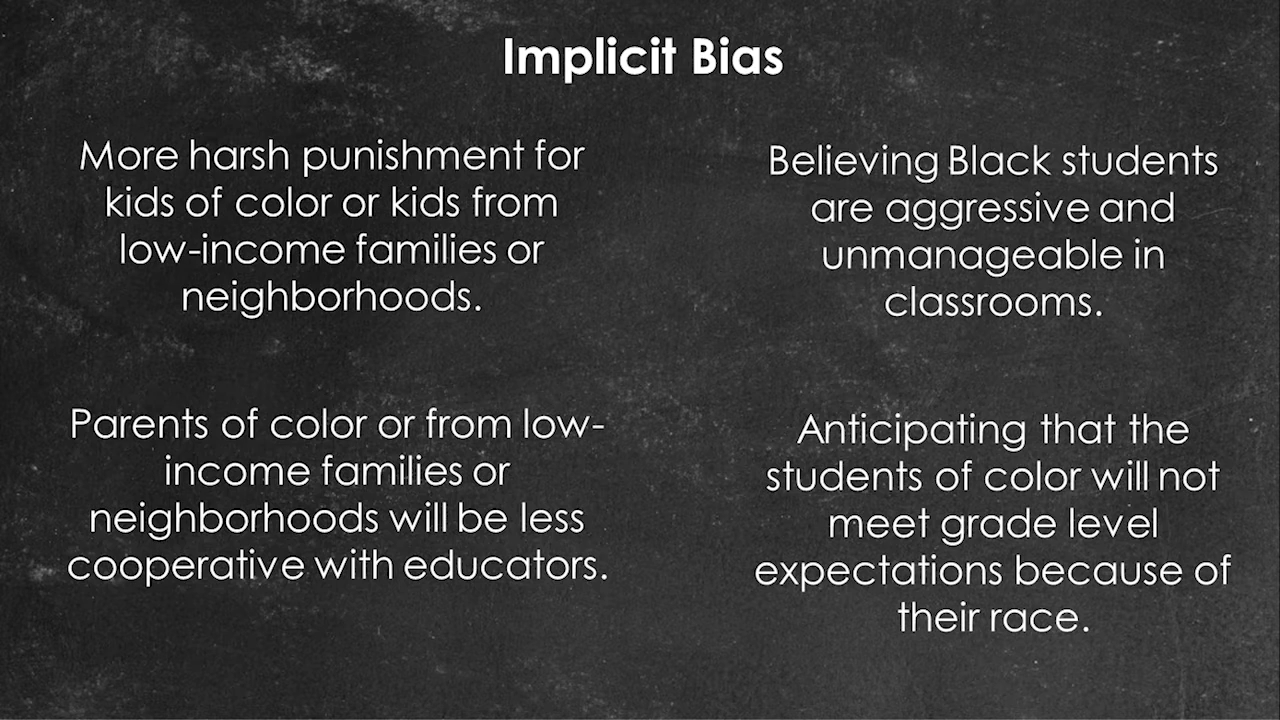 Implicit Bias
More harsh punishment for
kids of color or kids from
low-income families or
neighborhoods.
Believing Black students
are aggressive and
unmanageable in
classrooms.
Parents of color or from low-
income families or
neighborhoods will be less
cooperative with educators.
Anticipating that the
students of color will not
meet grade level
expectations because of
their race.